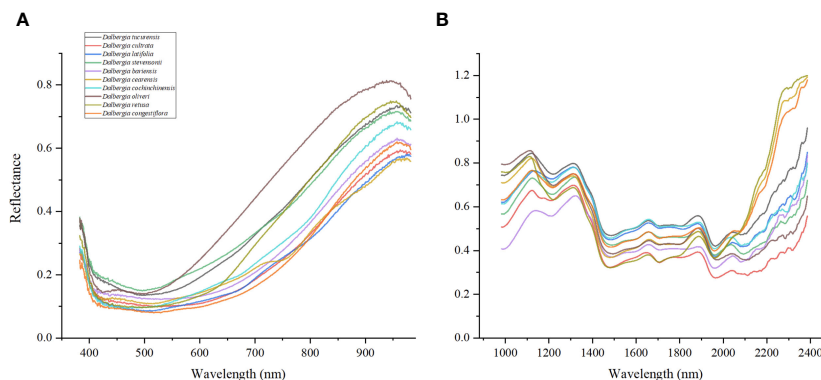 A
B
Dalbergia tucurensis
Dalbergia cultrata
Dalbergia latifolia
Dalbergia stevensonii
Dalbergia bariensis
Dalbergia cearensis
Dalbergia cochinchinensis
Dalbergia oliveri
Dalbergia retusa
Dalbergia congestiflora
Reflectance
0.8
0.6
0.4
0.2
0.0
400 500 600 700 800 900
Wavelength (nm)
1.2
1.0
0.8
0.6
0.4
0.2
0.0
1000 1200 1400 1600 1800 2000 2200 2400
Wavelength (nm)